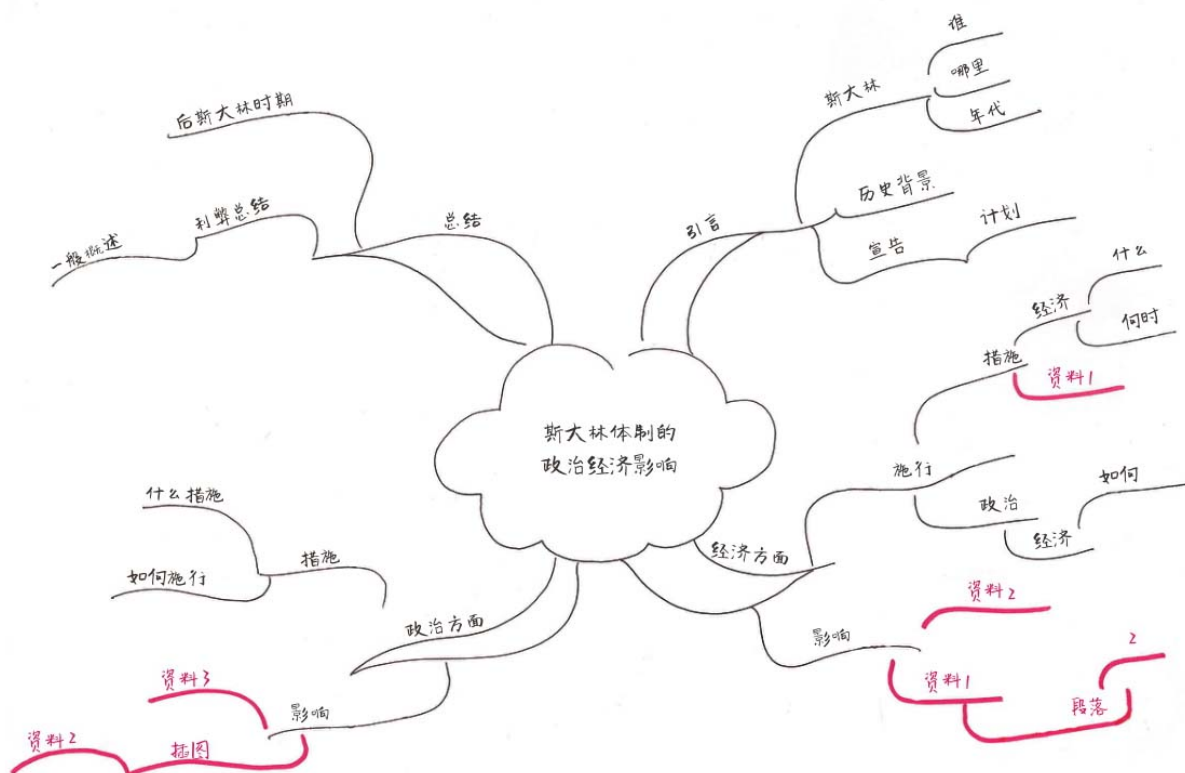 谁
哪里
年代
斯大林
历史背景
引言
计划
宣告
后斯大林时期
利弊总结
一般概述
总结
什么
经济
何时
措施
资料1
斯大林体制的
政治经济影响
施行
如何
政治
经济
经济方面
资料2
影响
资料1
2
段落
什么措施
措施
如何施行
政治方面
资料3
影响
插图
资料2